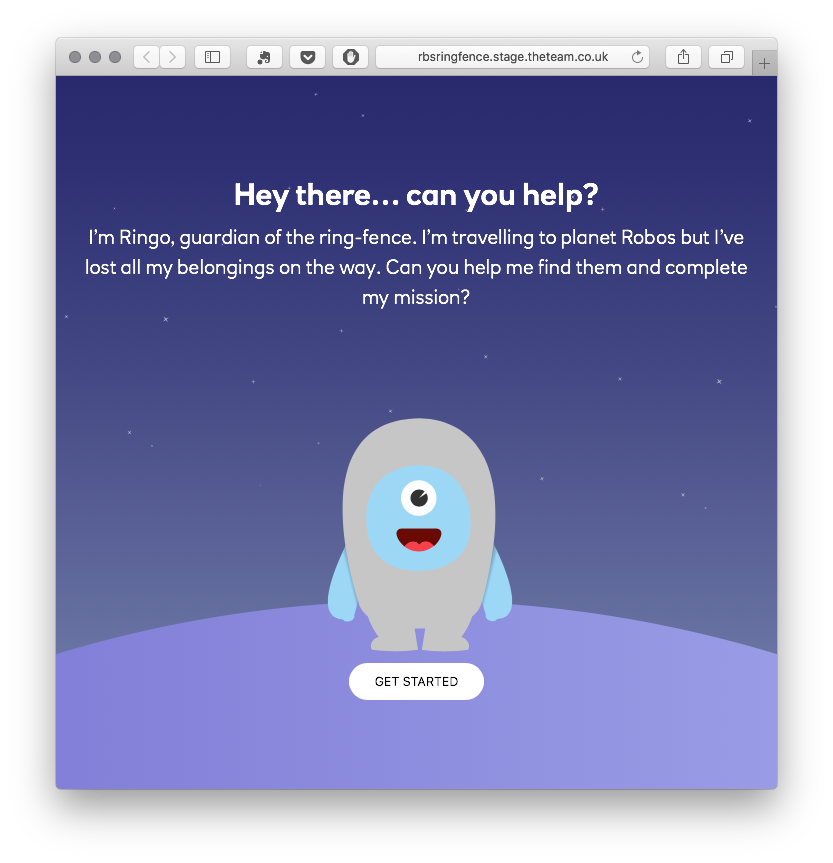 rbsringfence.stage.theteam.co.uk
Hey there... can you help?
I'm Ringo, guardian of the ring-fence. I'm travelling to planet Robos but I've
lost all my belongings on the way. Can you help me find them and complete
my mission?
GET STARTED